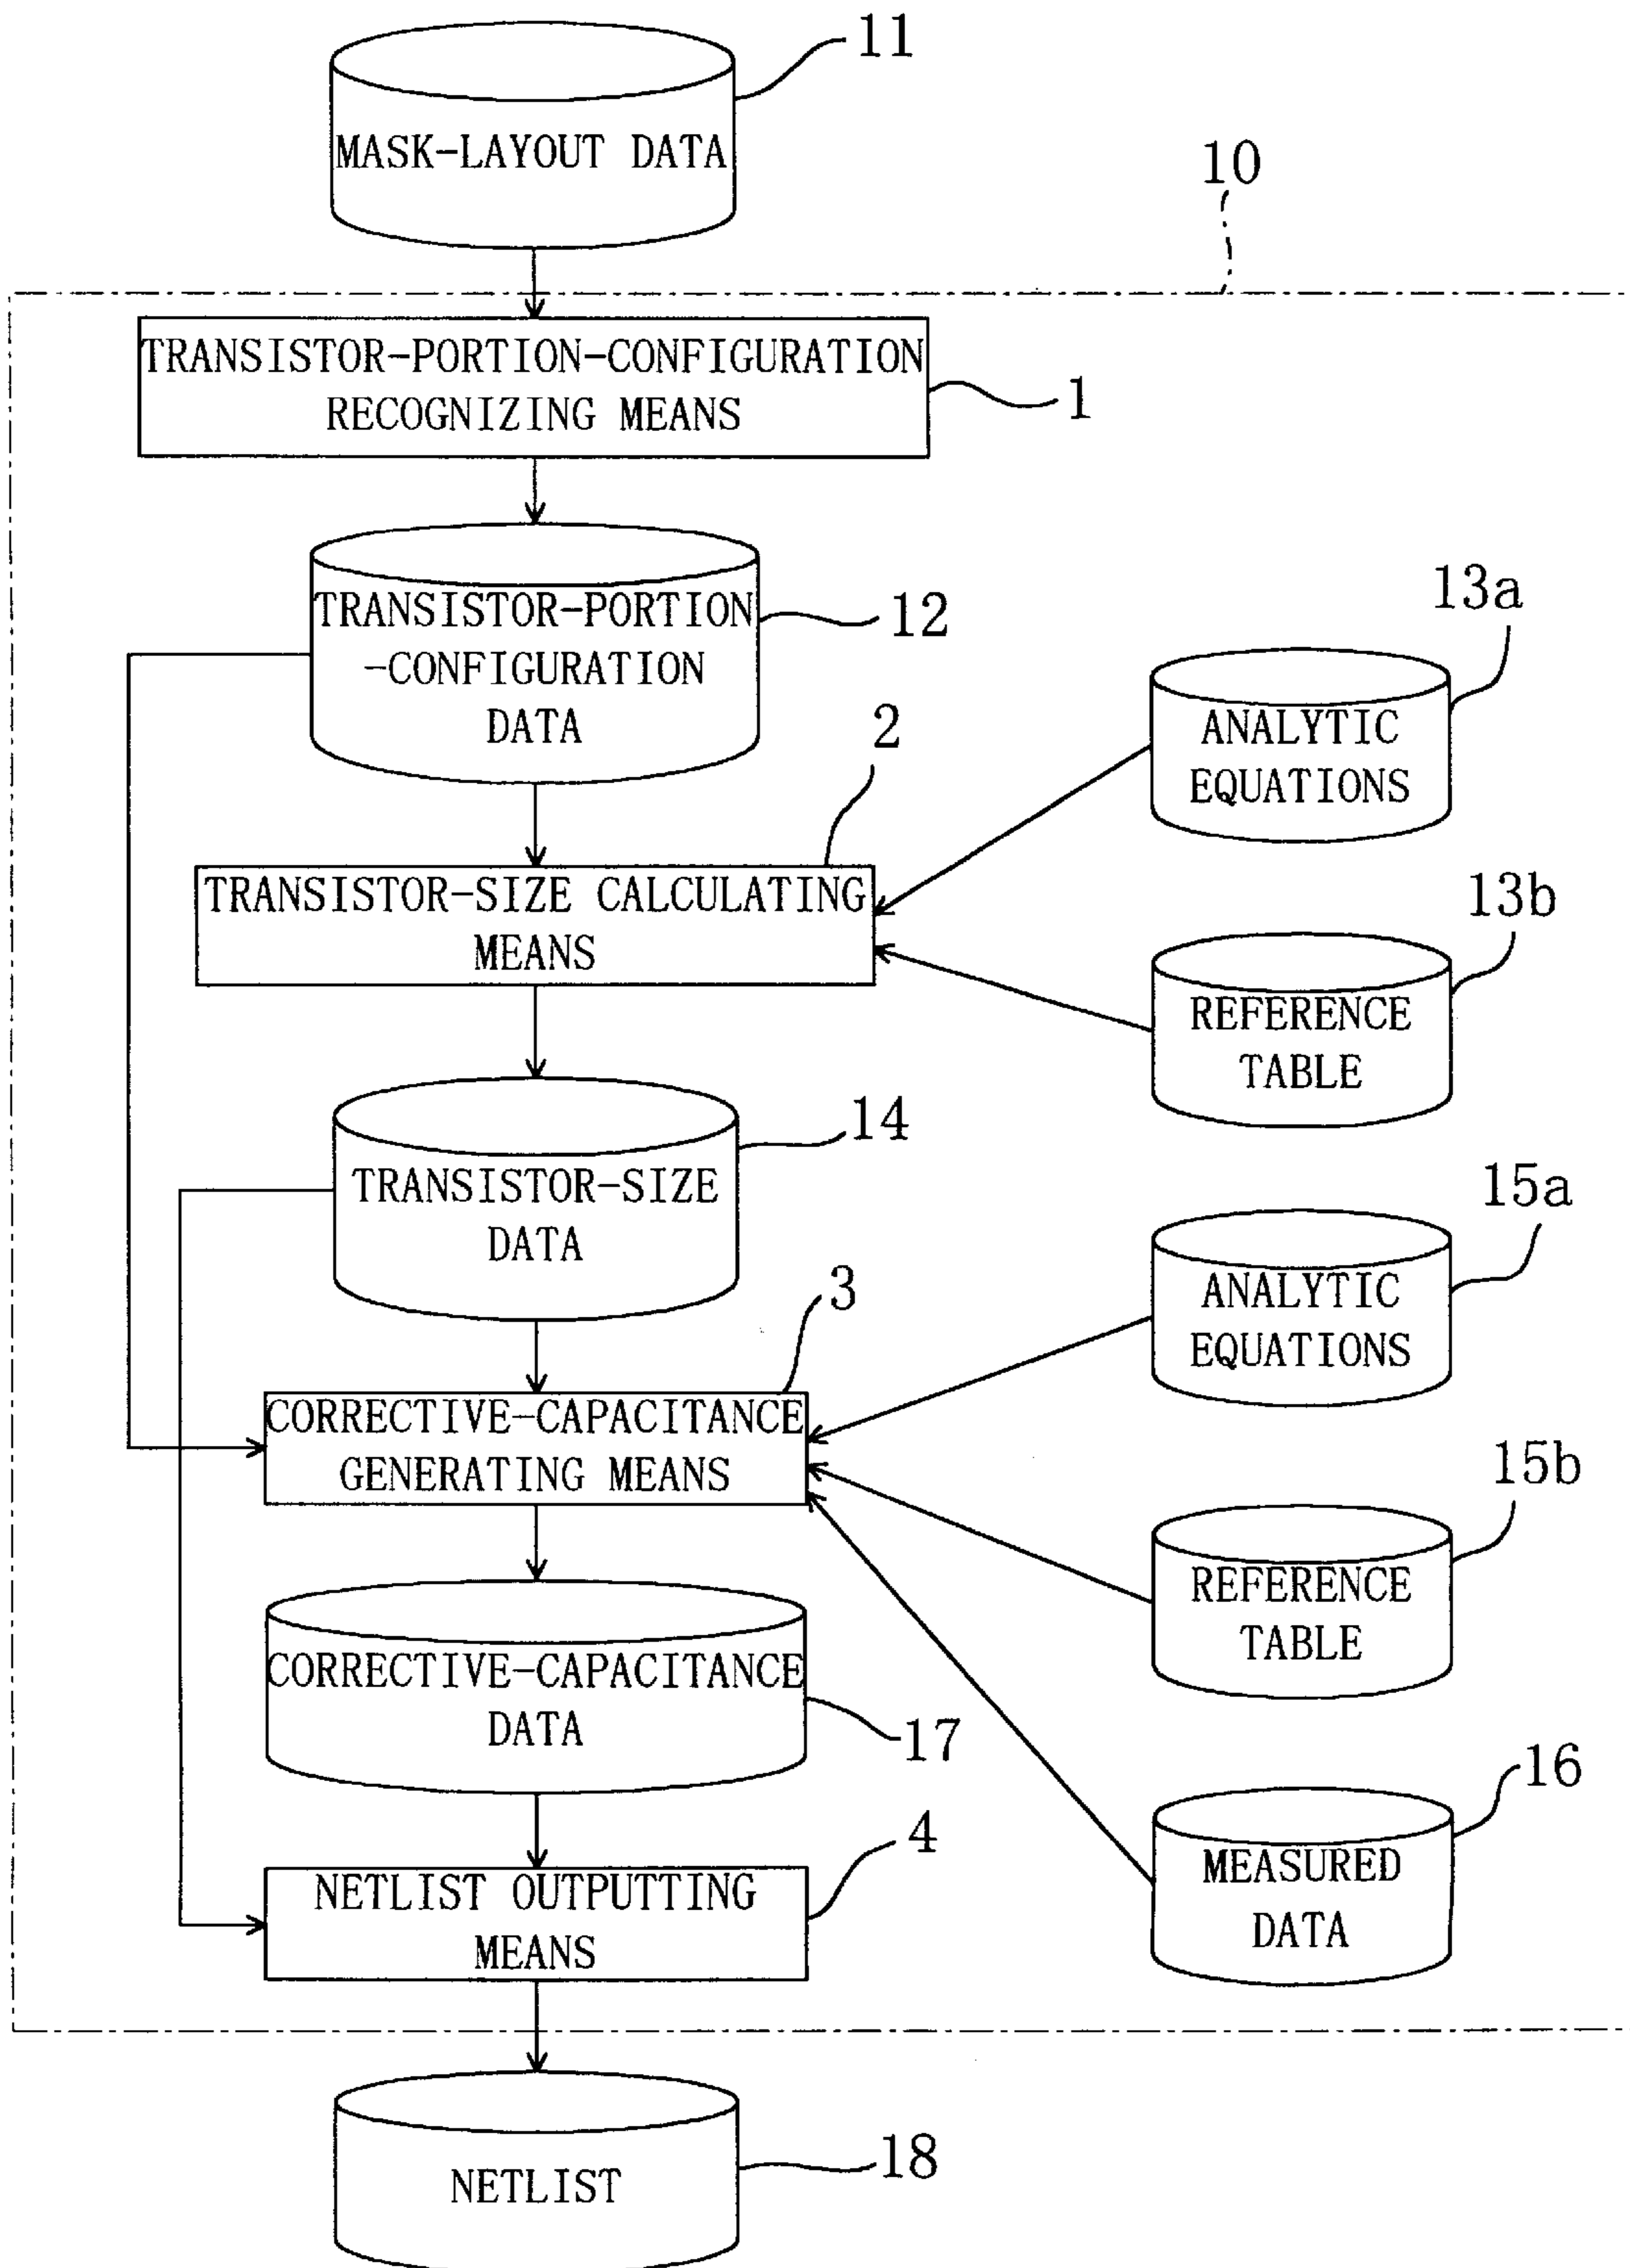 11
MASK-LAYOUT DATA
10
TRANSISTOR-PORTION-CONFIGURATION
RECOGNIZING MEANS
1
TRANSISTOR-PORTION
-CONFIGURATION
DATA
12
13a
ANALYTIC
EQUATIONS
2
TRANSISTOR-SIZE CALCULATING
MEANS
13b
REFERENCE
TABLE
14
TRANSISTOR-SIZE
DATA
15a
ANALYTIC
EQUATIONS
3
CORRECTIVE-CAPACITANCE
GENERATING MEANS
15b
REFERENCE
TABLE
CORRECTIVE-CAPACITANCE
DATA
17
16
MEASURED
DATA
4
NETLIST OUTPUTTING
MEANS
18
NETLIST